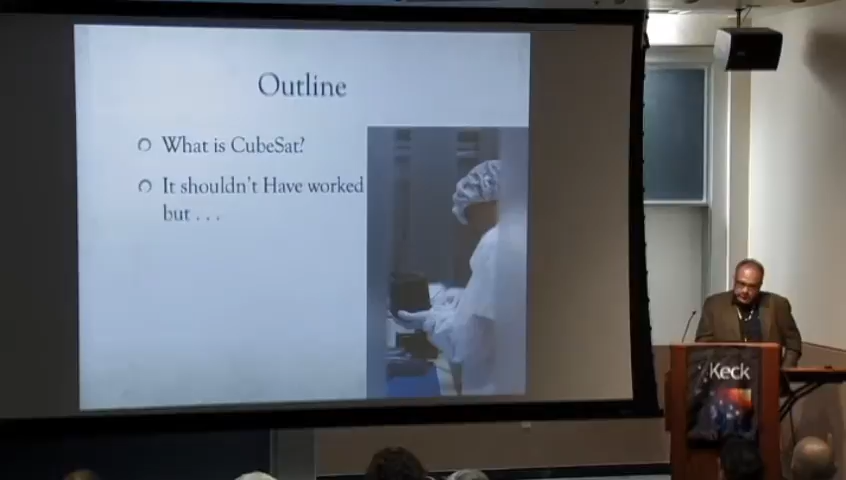 Outline
What is CubeSat?
It shouldn't Have worked
but . . .
Keck